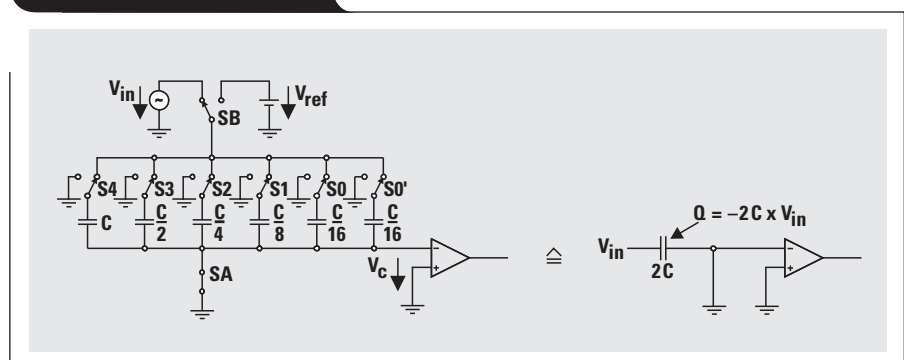 Vin
~
Vref
SB
S4 S3 S2 S1 S0 S0'
C C/2 C/4 C/8 C/16 C/16
Q = −2C x Vin
SA
Vc
−
+
≙
Vin
2C
−
+